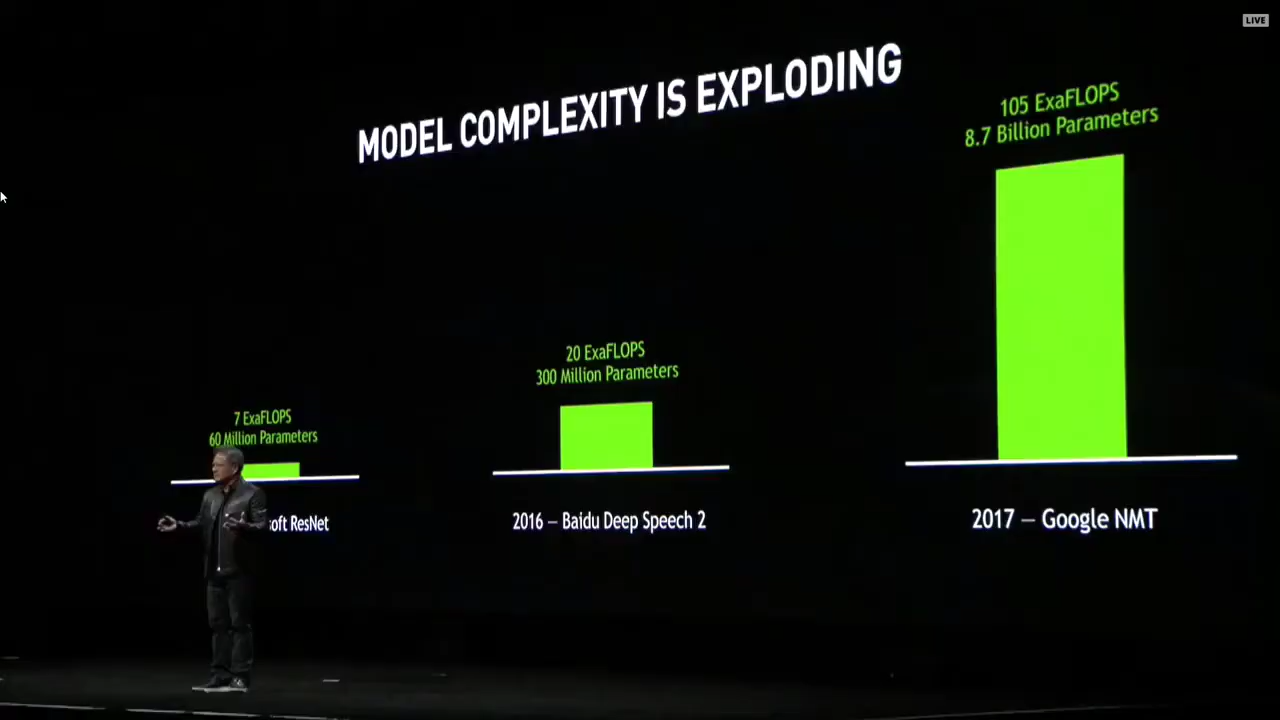 LIVE
MODEL COMPLEXITY IS EXPLODING
105 ExaFLOPS
8.7 Billion Parameters
20 ExaFLOPS
300 Million Parameters
7 ExaFLOPS
60 Million Parameters
ResNet
2016 – Baidu Deep Speech 2
2017 – Google NMT